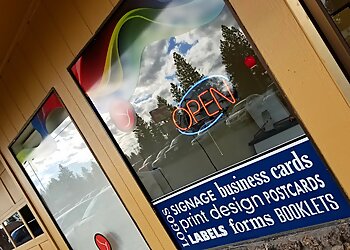 OPEN
LOGOS
SIGNAGE business cards
print design POSTCARDS
LABELS forms BOOKLETS